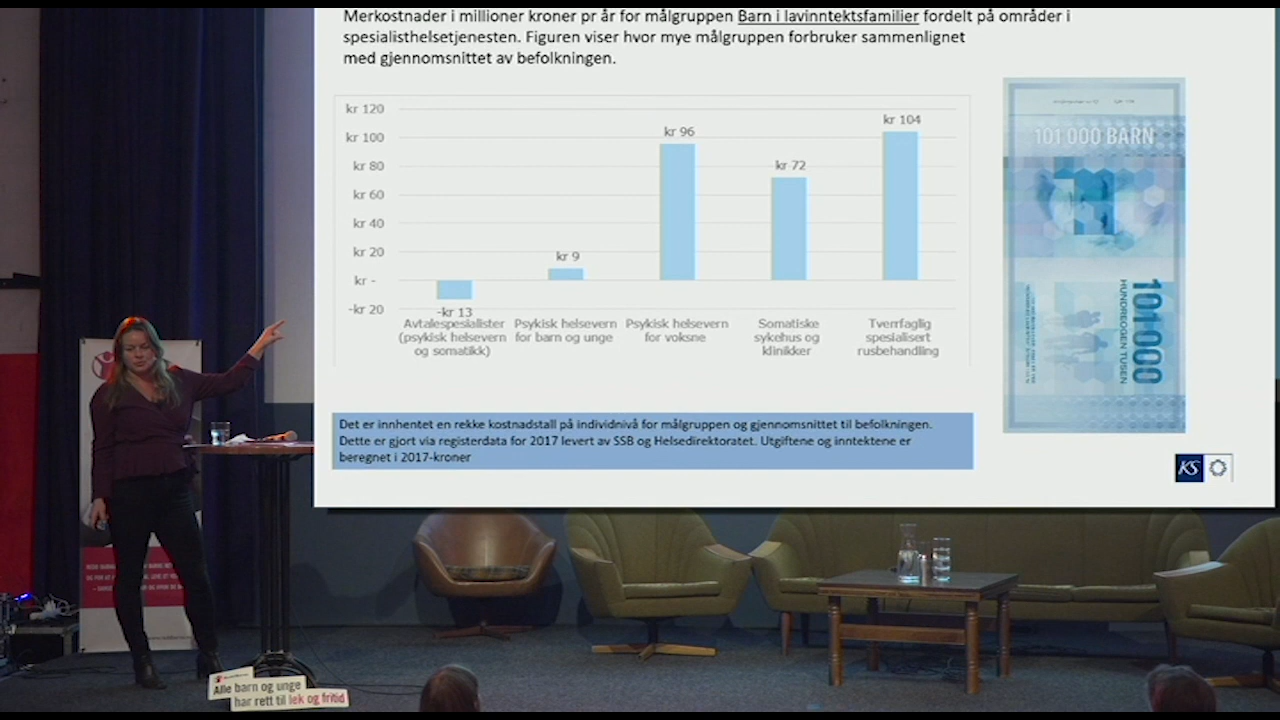 Merkostnader i millioner kroner pr år for målgruppen Barn i lavinntektsfamilier fordelt på områder i
spesialisthelsetjenesten. Figuren viser hvor mye målgruppen forbruker sammenlignet
med gjennomsnittet av befolkningen.
kr 120
kr 100
kr 80
kr 60
kr 40
kr 20
kr -
-kr 20
-kr 13
kr 9
kr 96
kr 72
kr 104
Avtalespesialister
(psykisk helsevern
og somatikk)
Psykisk helsevern
for barn og unge
Psykisk helsevern
for voksne
Somatiske
sykehus og
klinikker
Tverrfaglig
spesialisert
rusbehandling
101 000 BARN
101000
HUNDREOGEN TUSEN
Det er innhentet en rekke kostnadstall på individnivå for målgruppen og gjennomsnittet til befolkningen.
Dette er gjort via registerdata for 2017 levert av SSB og Helsedirektoratet. Utgiftene og inntektene er
beregnet i 2017-kroner
KS
Alle barn og unge
har rett til lek og fritid